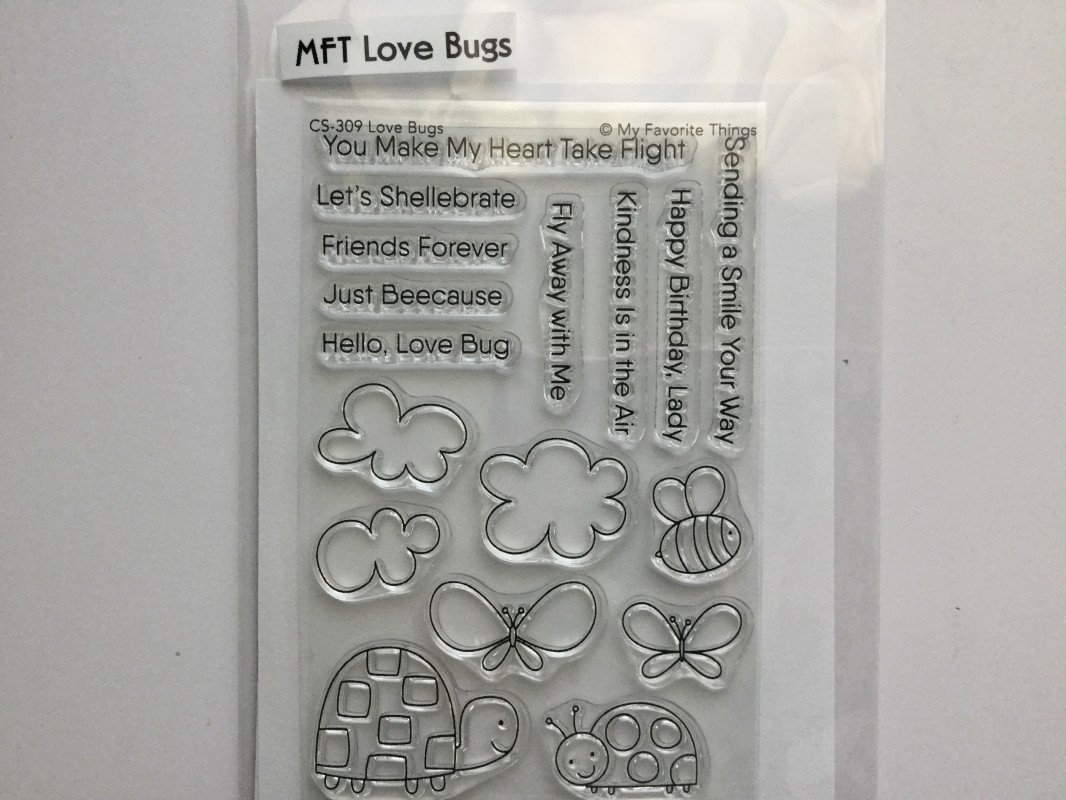 MFT Love Bugs
CS-309 Love Bugs
© My Favorite Things
You Make My Heart Take Flight
Let's Shellebrate
Friends Forever
Just Beecause
Hello, Love Bug
Fly Away with Me
Kindness Is in the Air
Happy Birthday, Lady
Sending a Smile Your Way